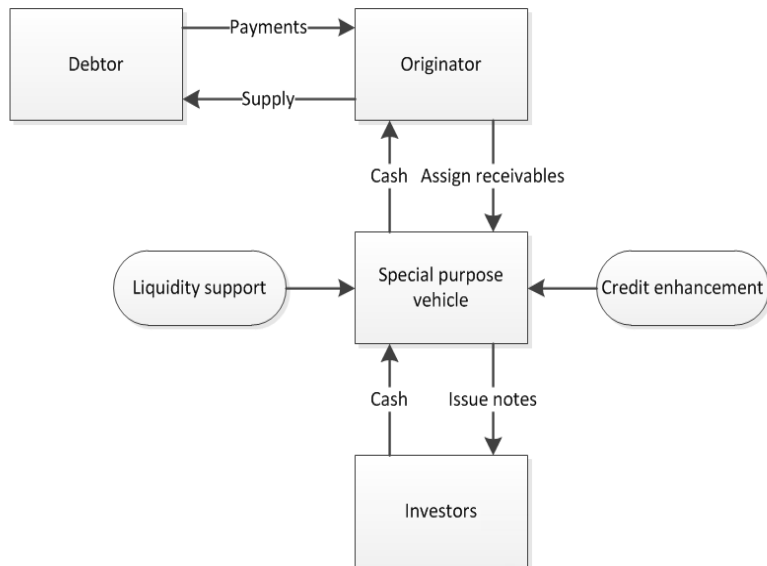 Payments
Debtor
Originator
Supply
Cash
Assign receivables
Liquidity support
Special purpose
vehicle
Credit enhancement
Cash
Issue notes
Investors